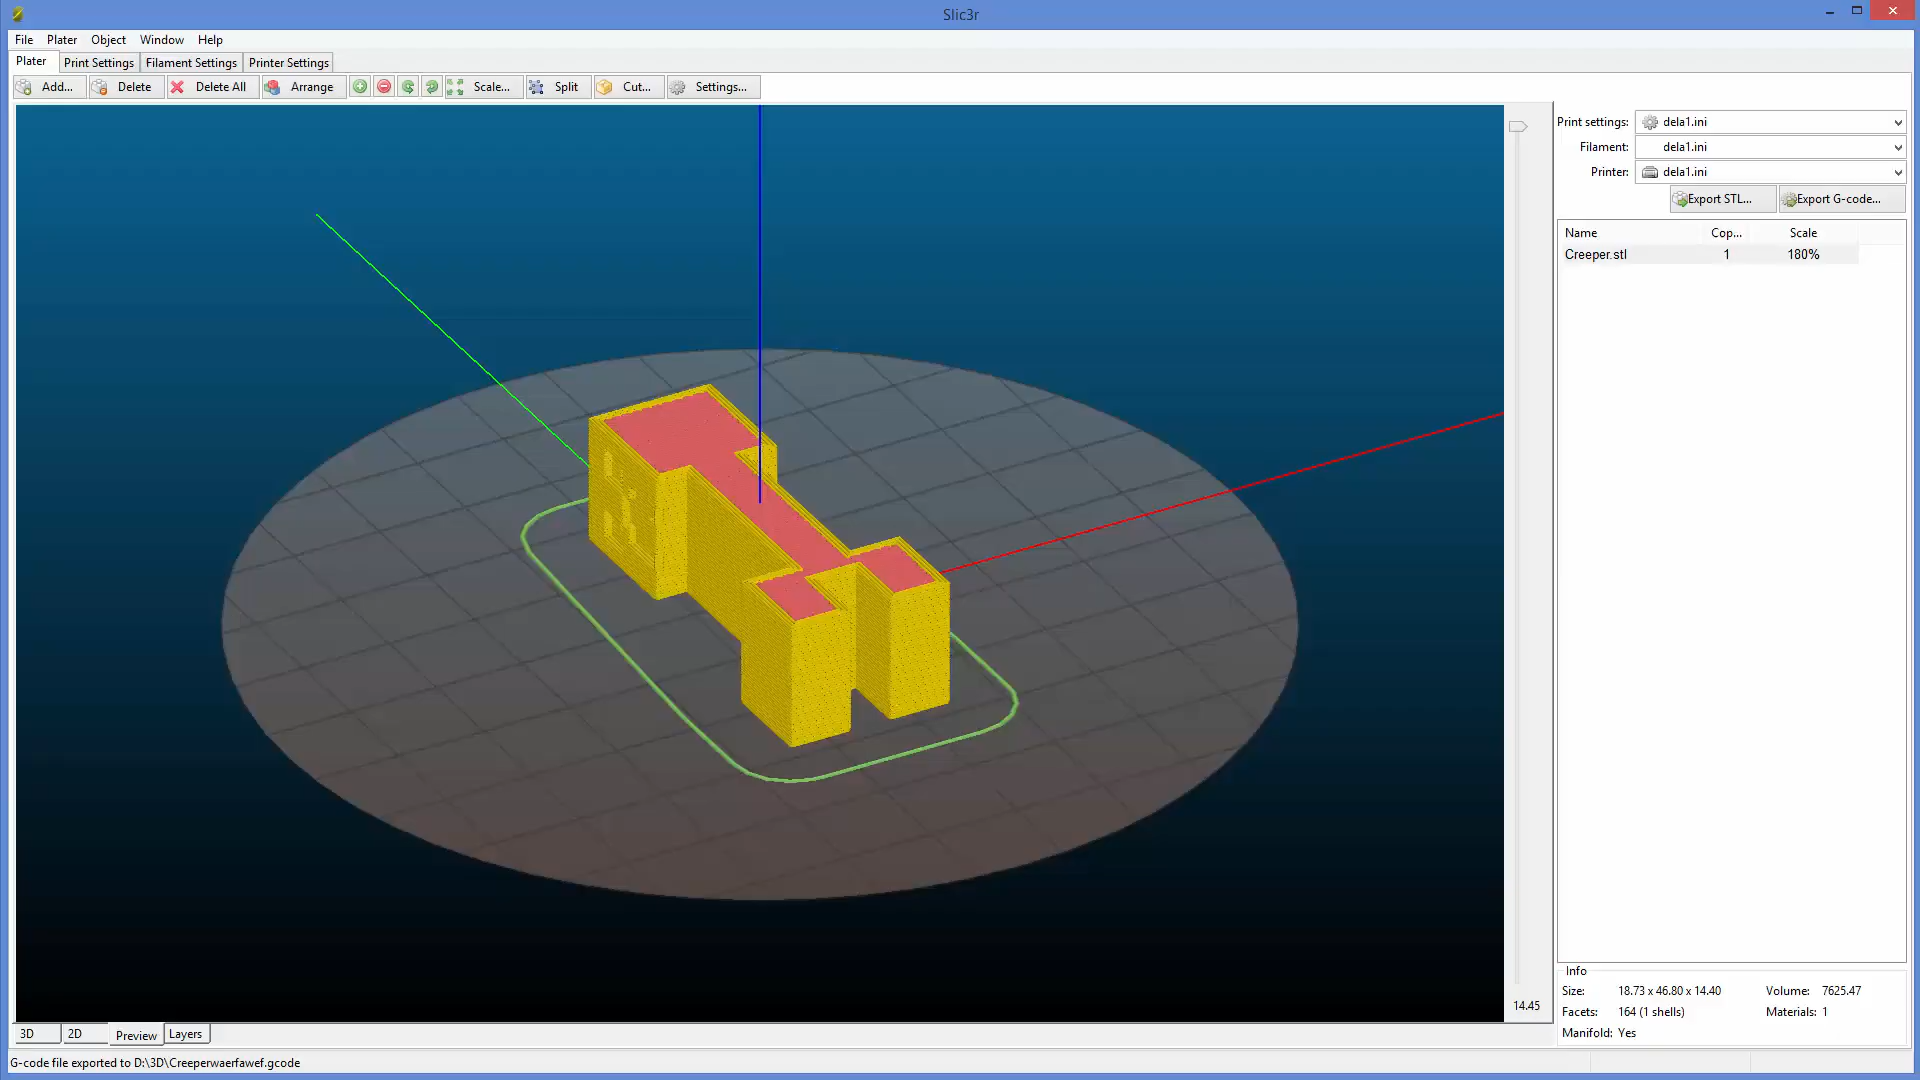 Slic3r
File Plater Object Window Help
Plater Print Settings Filament Settings Printer Settings
Add... Delete Delete All Arrange Scale... Split Cut... Settings...
Print settings: dela1.ini
Filament: dela1.ini
Printer: dela1.ini
Export STL... Export G-code...
Name Cop... Scale
Creeper.stl 1 180%
Info
Size: 18.73 x 46.80 x 14.40 Volume: 7625.47
Facets: 164 (1 shells) Materials: 1
Manifold: Yes
14.45
3D 2D Preview Layers
G-code file exported to D:\3D\Creeperwaerfawef.gcode